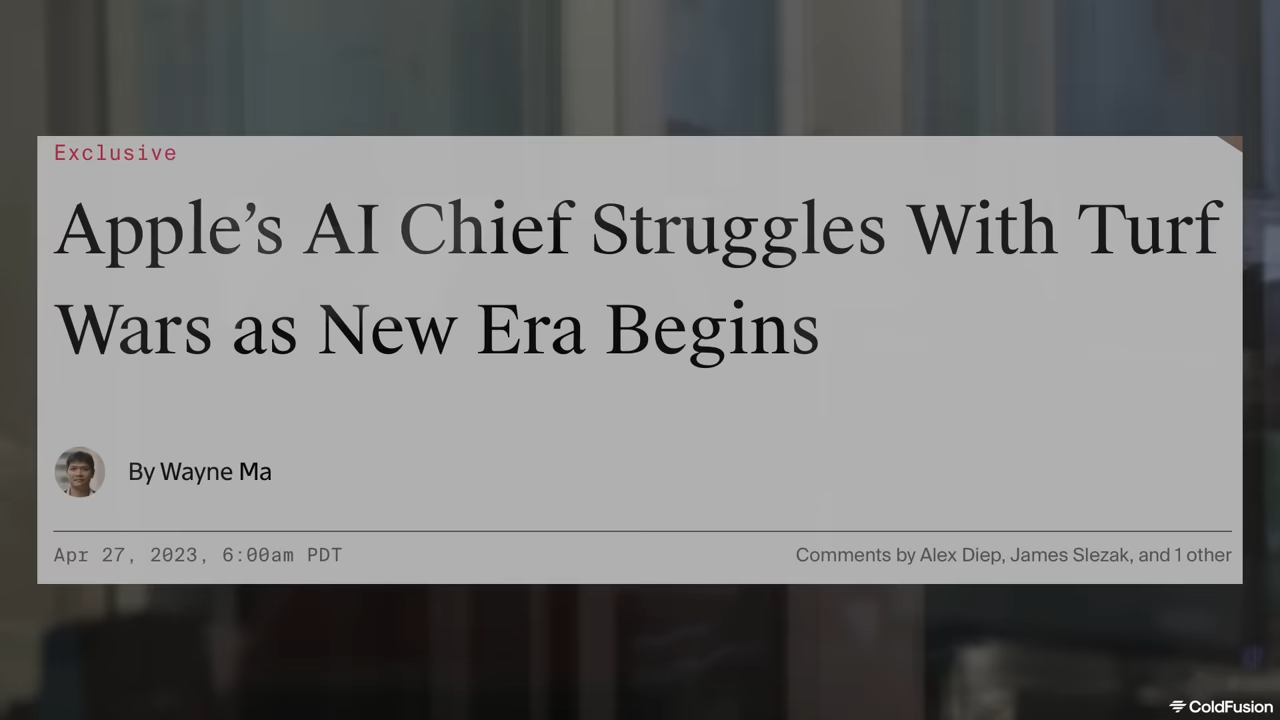 Exclusive
Apple’s AI Chief Struggles With Turf
Wars as New Era Begins
By Wayne Ma
Apr 27, 2023, 6:00am PDT
Comments by Alex Diep, James Slezak, and 1 other
ColdFusion